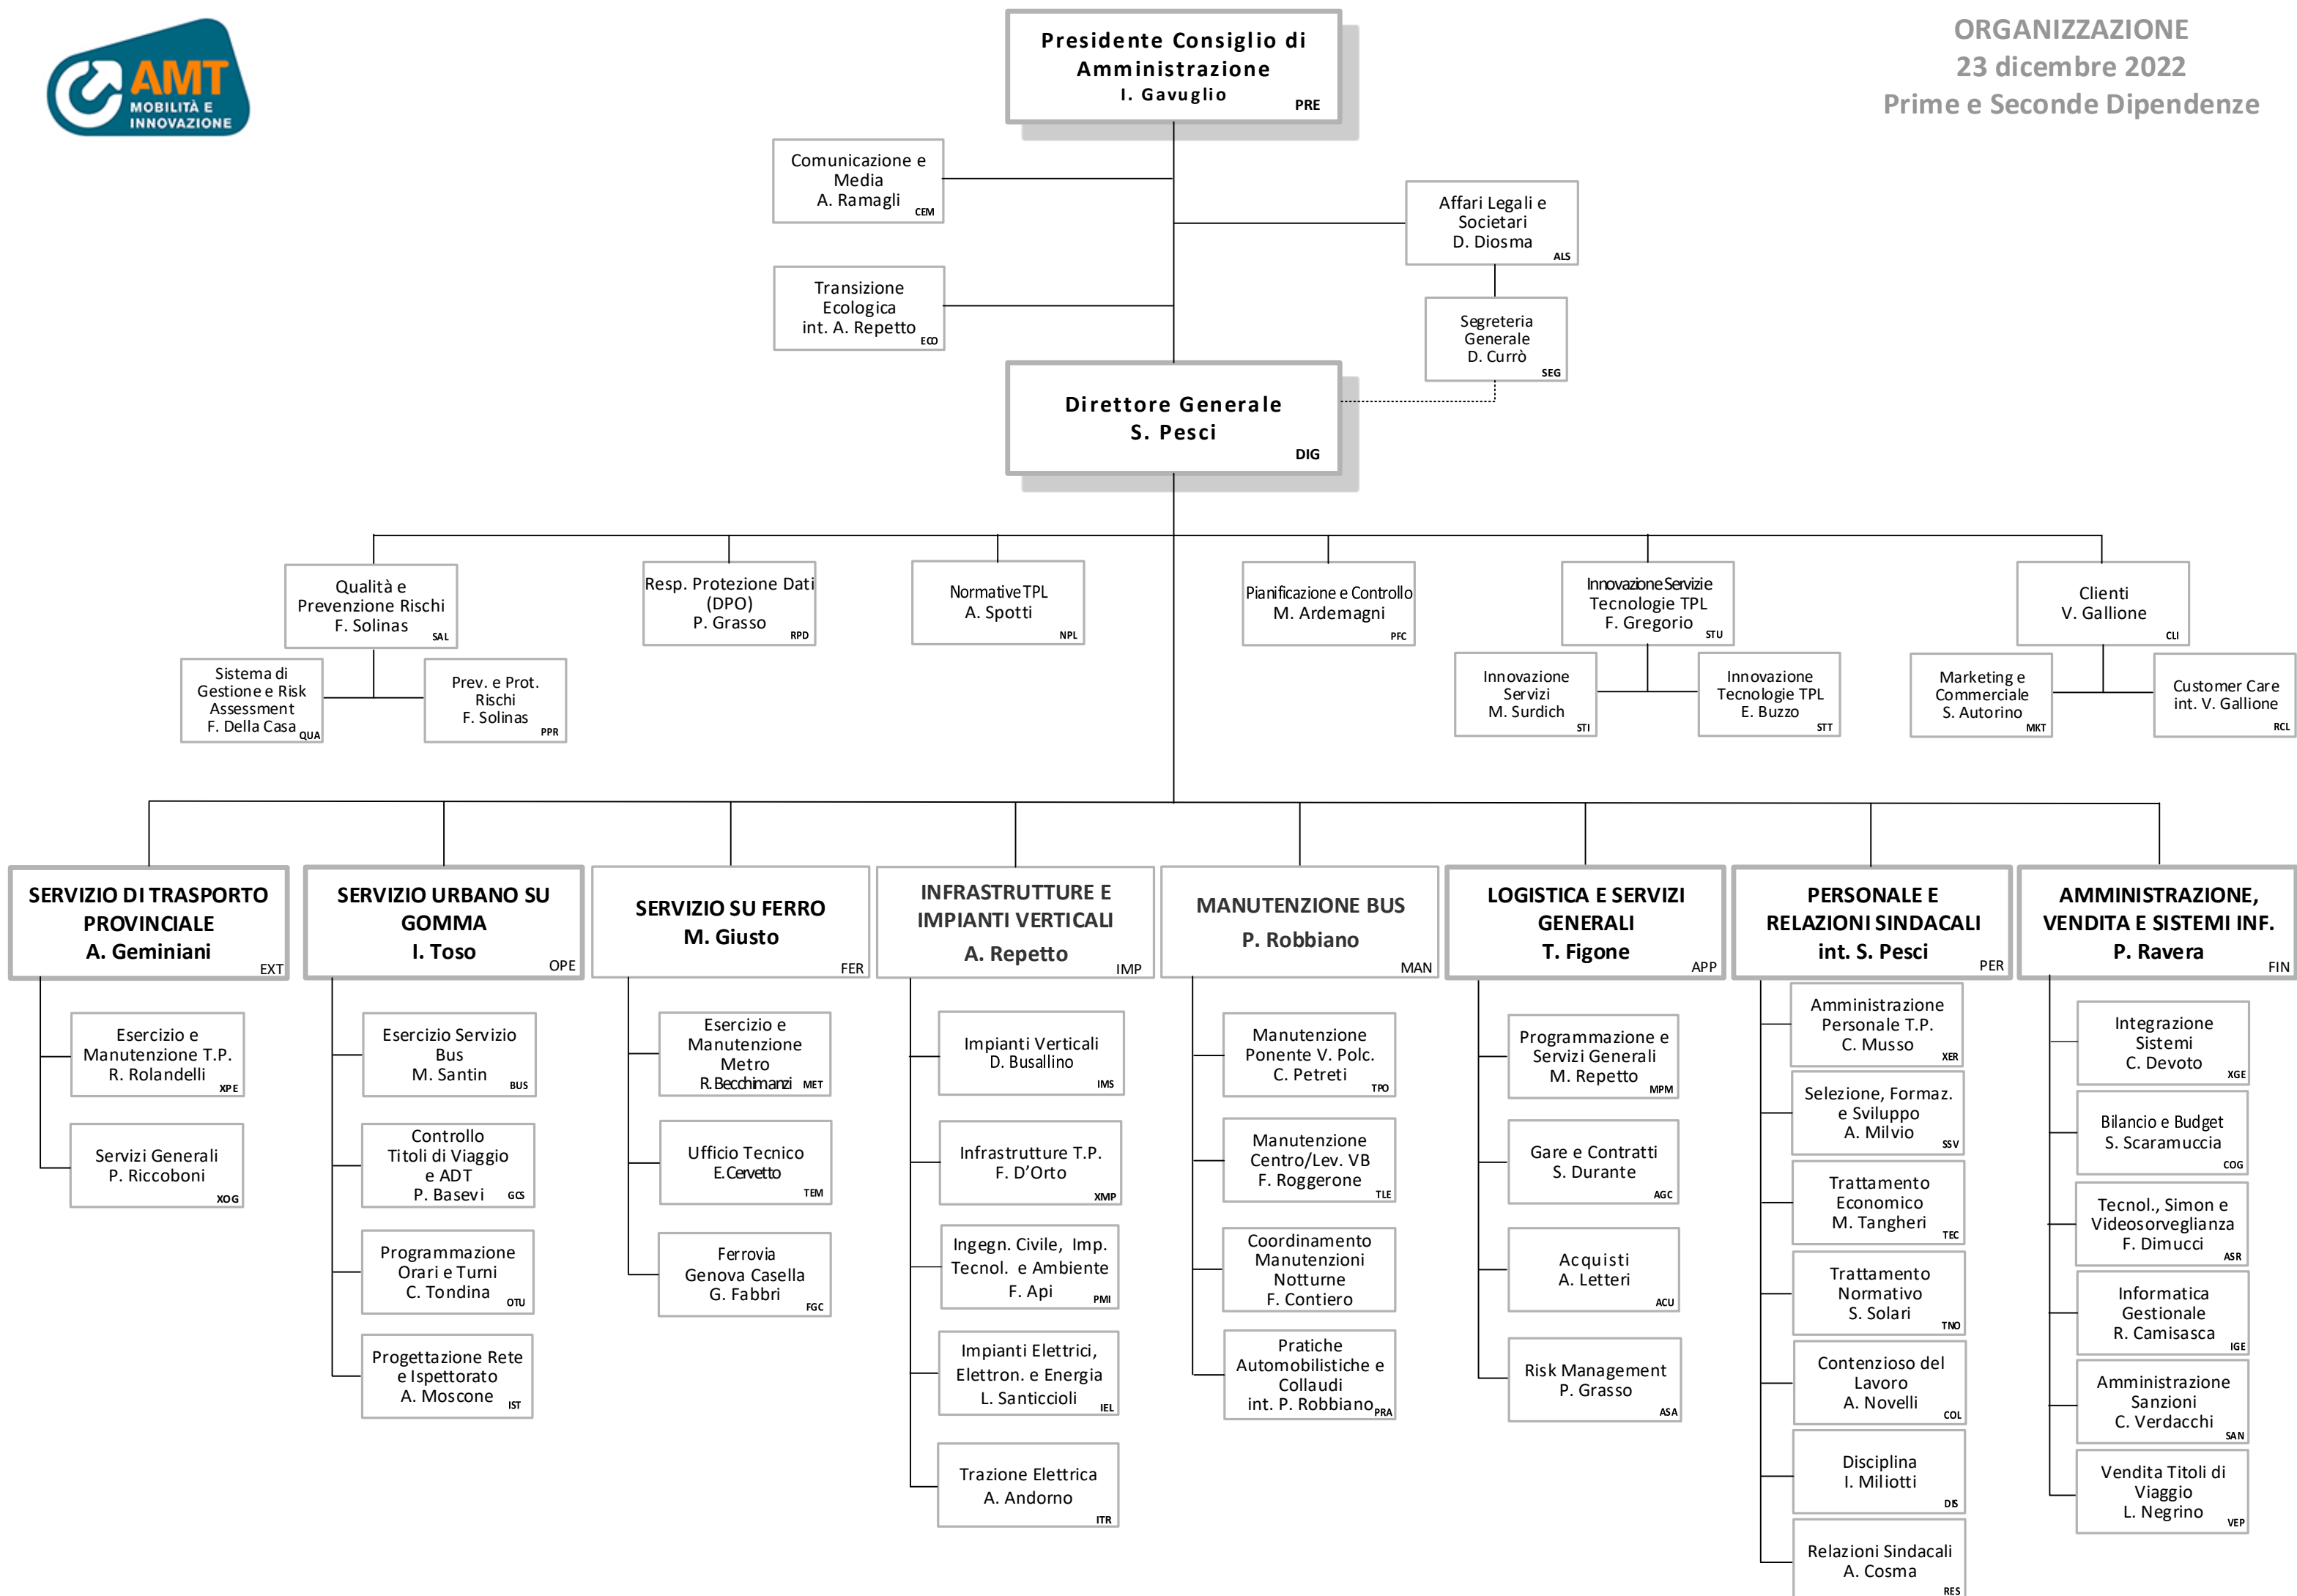 AMT
MOBILITÀ E
INNOVAZIONE
ORGANIZZAZIONE
23 dicembre 2022
Prime e Seconde Dipendenze
Presidente Consiglio di
Amministrazione
I. Gavuglio
PRE
Comunicazione e
Media
A. Ramagli
CEM
Affari Legali e
Societari
D. Diosma
ALS
Transizione
Ecologica
int. A. Repetto
ECO
Segreteria
Generale
D. Currò
SEG
Direttore Generale
S. Pesci
DIG
Qualità e
Prevenzione Rischi
F. Solinas
SAL
Resp. Protezione Dati
(DPO)
P. Grasso
RPD
Normative TPL
A. Spotti
NPL
Pianificazione e Controllo
M. Ardemagni
PFC
Innovazione Servizi e
Tecnologie TPL
F. Gregorio
STU
Clienti
V. Gallione
CLI
Sistema di
Gestione e Risk
Assessment
F. Della Casa
QUA
Prev. e Prot.
Rischi
F. Solinas
PPR
Innovazione
Servizi
M. Surdich
STI
Innovazione
Tecnologie TPL
E. Buzzo
STT
Marketing e
Commerciale
S. Autorino
MKT
Customer Care
int. V. Gallione
RCL
SERVIZIO DI TRASPORTO
PROVINCIALE
A. Geminiani
EXT
Esercizio e
Manutenzione T.P.
R. Rolandelli
XPE
Servizi Generali
P. Riccoboni
XOG
SERVIZIO URBANO SU
GOMMA
I. Toso
OPE
Esercizio Servizio
Bus
M. Santin
BUS
Controllo
Titoli di Viaggio
e ADT
P. Basevi
GCS
Programmazione
Orari e Turni
C. Tondina
OTU
Progettazione Rete
e Ispettorato
A. Moscone
IST
SERVIZIO SU FERRO
M. Giusto
FER
Esercizio e
Manutenzione
Metro
R. Becchimanzi
MET
Ufficio Tecnico
E. Cervetto
TEM
Ferrovia
Genova Casella
G. Fabbri
FGC
INFRASTRUTTURE E
IMPIANTI VERTICALI
A. Repetto
IMP
Impianti Verticali
D. Busallino
IMS
Infrastrutture T.P.
F. D'Orto
XMP
Ingegn. Civile, Imp.
Tecnol. e Ambiente
F. Api
PMI
Impianti Elettrici,
Elettron. e Energia
L. Santiccioli
IEL
Trazione Elettrica
A. Andorno
ITR
MANUTENZIONE BUS
P. Robbiano
MAN
Manutenzione
Ponente V. Polc.
C. Petreti
TPO
Manutenzione
Centro/Lev. VB
F. Roggerone
TLE
Coordinamento
Manutenzioni
Notturne
F. Contiero
Pratiche
Automobilistiche e
Collaudi
int. P. Robbiano
PRA
LOGISTICA E SERVIZI
GENERALI
T. Figone
APP
Programmazione e
Servizi Generali
M. Repetto
MPM
Gare e Contratti
S. Durante
AGC
Acquisti
A. Letteri
ACU
Risk Management
P. Grasso
ASA
PERSONALE E
RELAZIONI SINDACALI
int. S. Pesci
PER
Amministrazione
Personale T.P.
C. Musso
XER
Selezione, Formaz.
e Sviluppo
A. Milvio
SSV
Trattamento
Economico
M. Tangheri
TEC
Trattamento
Normativo
S. Solari
TNO
Contenzioso del
Lavoro
A. Novelli
COL
Disciplina
I. Miliotti
DIS
Relazioni Sindacali
A. Cosma
RES
AMMINISTRAZIONE,
VENDITA E SISTEMI INF.
P. Ravera
FIN
Integrazione
Sistemi
C. Devoto
XGE
Bilancio e Budget
S. Scaramuccia
COG
Tecnol., Simon e
Videosorveglianza
F. Dimucci
ASR
Informatica
Gestionale
R. Camisasca
IGE
Amministrazione
Sanzioni
C. Verdacchi
SAN
Vendita Titoli di
Viaggio
L. Negrino
VEP